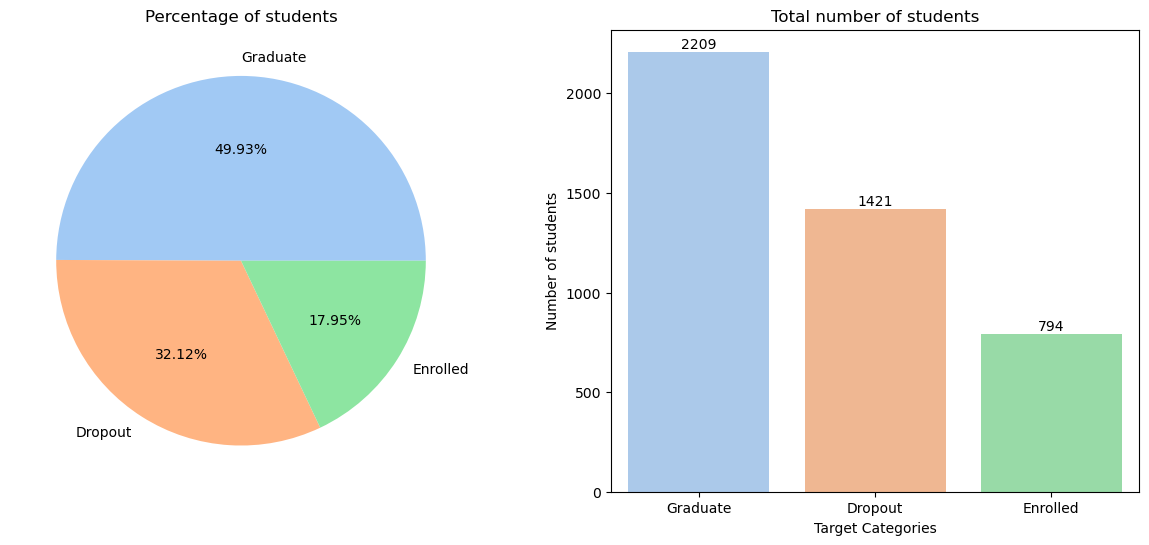 Percentage of students
Graduate
49.93%
17.95%
32.12%
Enrolled
Dropout
Total number of students
2209
2000
1421
1500
1000
794
500
0
Number of students
Graduate Dropout Enrolled
Target Categories